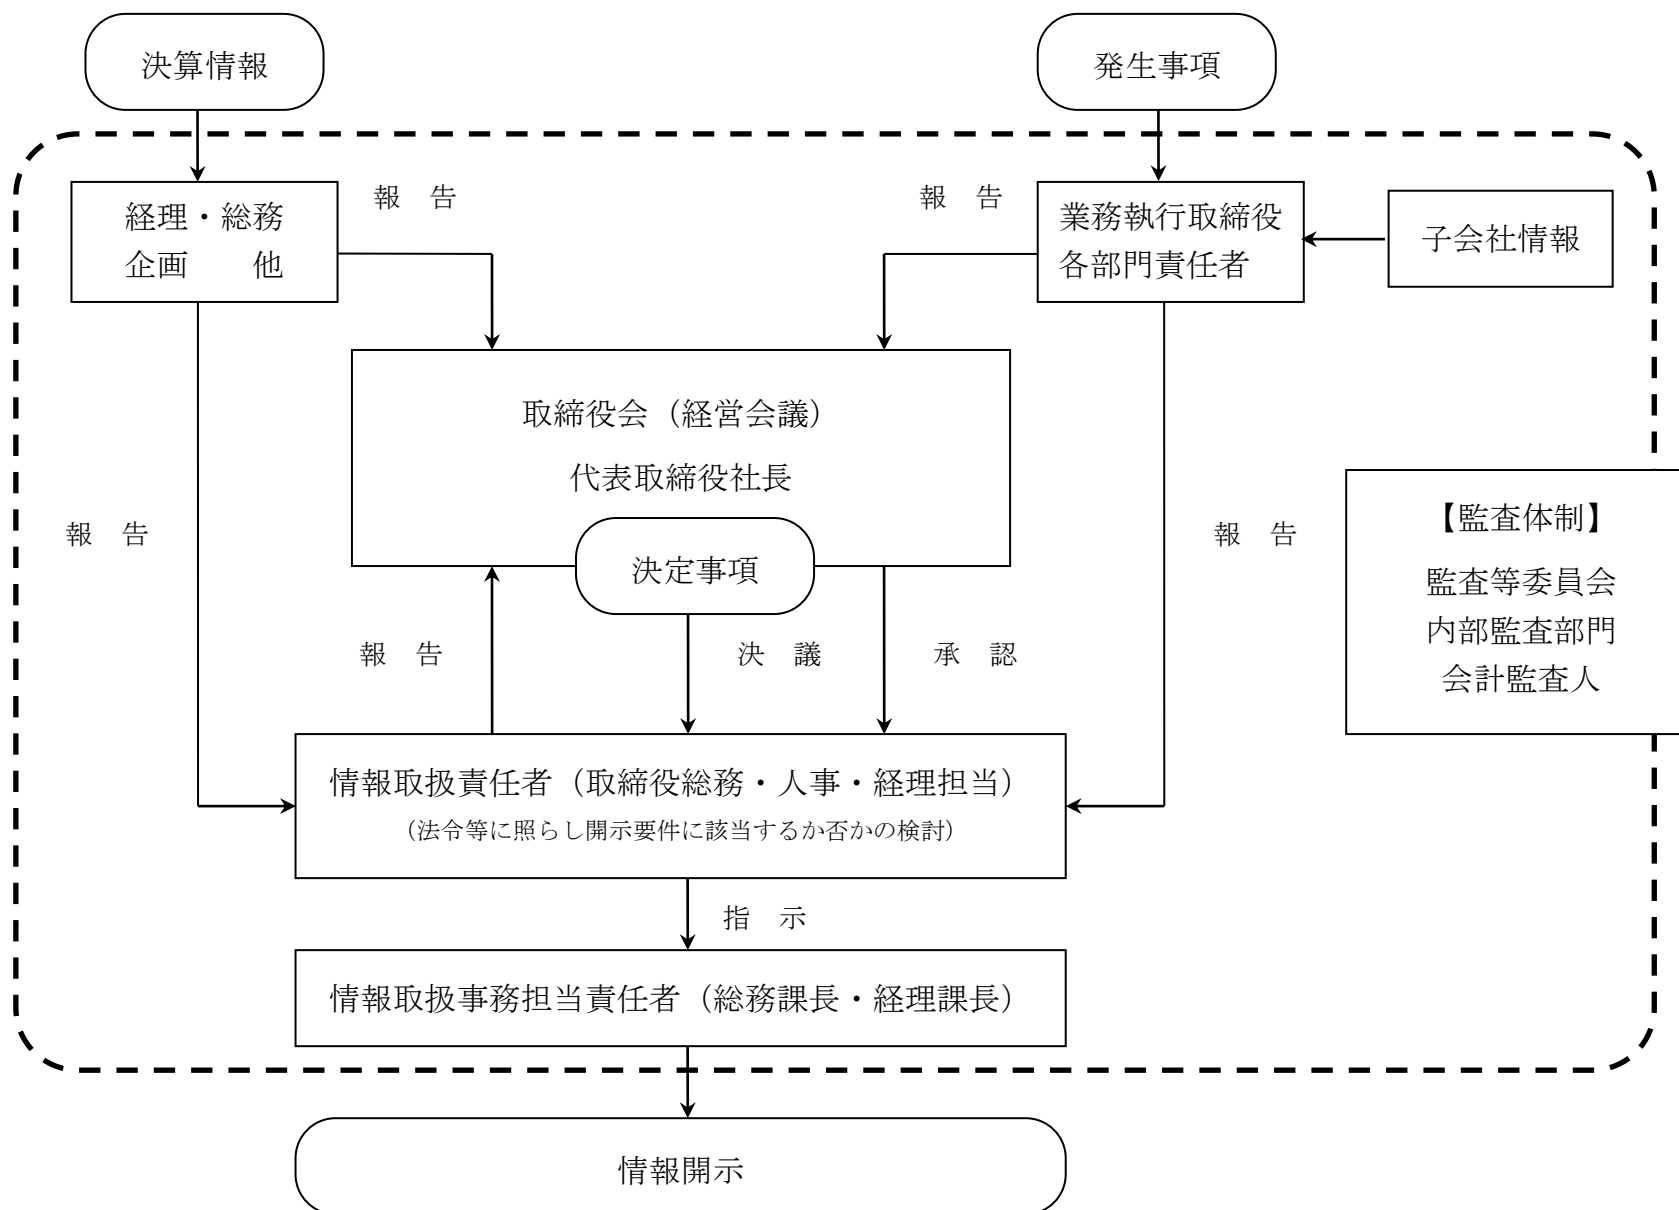 決算情報
発生事項
経理・総務
企画　　他
報　告
報　告
業務執行取締役
各部門責任者
子会社情報
取締役会（経営会議）
代表取締役社長
決定事項
報　告
報　告
決　議
承　認
報　告
【監査体制】
監査等委員会
内部監査部門
会計監査人
情報取扱責任者（取締役総務・人事・経理担当）
（法令等に照らし開示要件に該当するか否かの検討）
指　示
情報取扱事務担当責任者（総務課長・経理課長）
情報開示